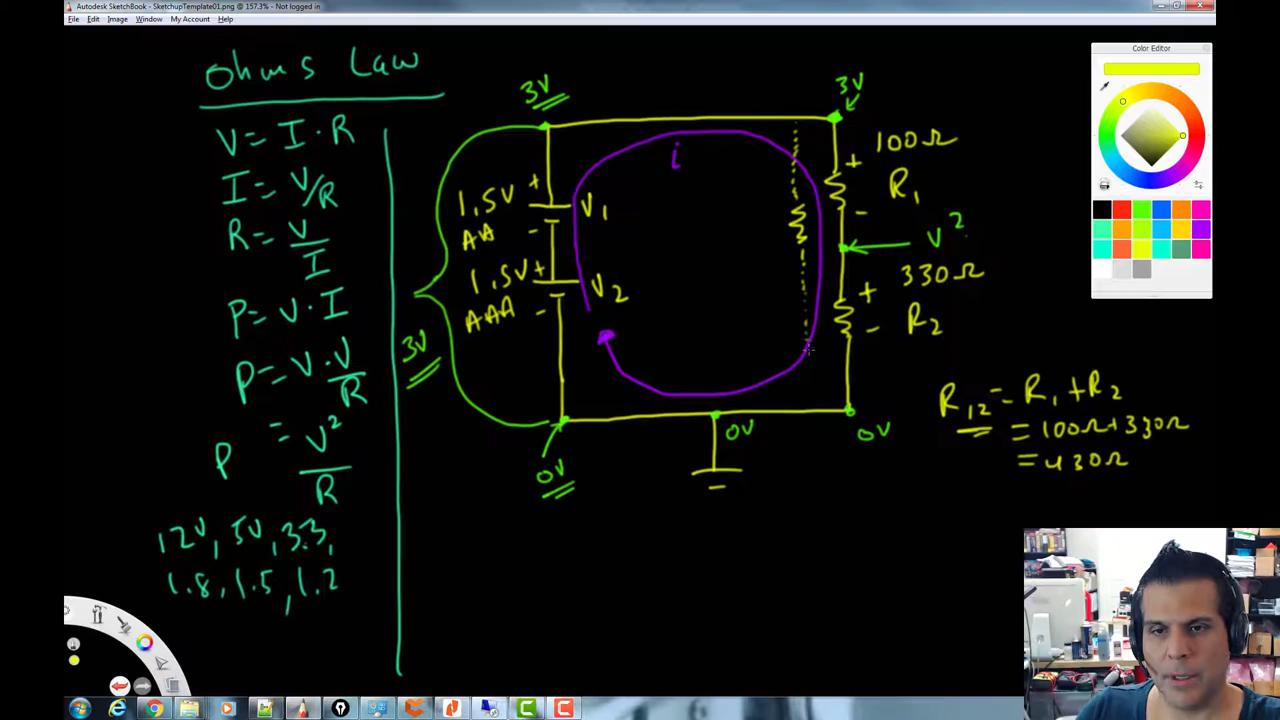 Autodesk SketchBook - SketchupTemplate01.png @ 157.3% - Not logged in
File Edit Image Window My Account Help
Ohms Law
V = I · R
I = V/R
R = V/I
P = V · I
P = V · V/R
P = V²/R
12V, 5V, 3.3,
1.8, 1.5, 1.2
3V
3V
1.5V +
AA -
V1
1.5V +
AAA -
V2
3V
0V
i
0V
3V
+ 100Ω
- R1
V?
+ 330Ω
- R2
0V
R12 = R1 + R2
= 100Ω + 330Ω
= 430Ω
Color Editor